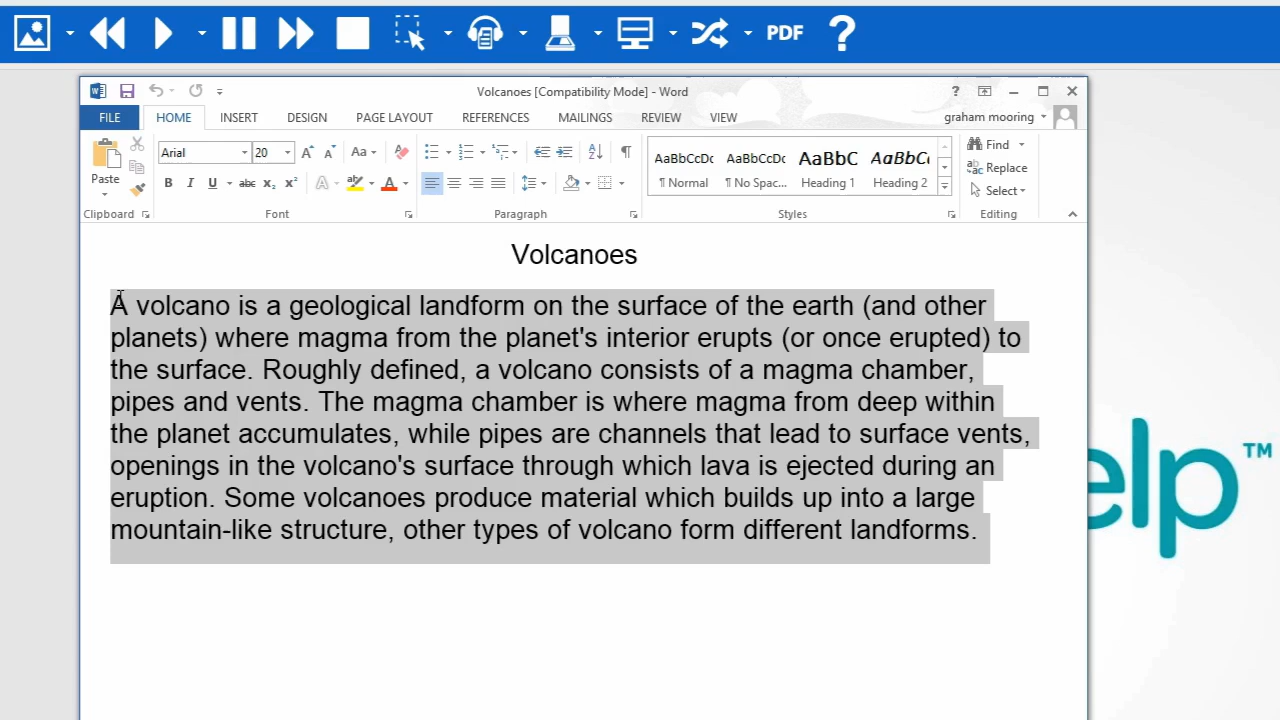 PDF ?
Volcanoes [Compatibility Mode] - Word ?
FILE HOME INSERT DESIGN PAGE LAYOUT REFERENCES MAILINGS REVIEW VIEW graham mooring
Arial 20 A A Aa
Paste
B I U abc x₂ x² A A
AaBbCcDc AaBbCcDc AaBbC AaBbC
¶ Normal ¶ No Spac... Heading 1 Heading 2
Find
Replace
Select
Clipboard Font Paragraph Styles Editing
Volcanoes
A volcano is a geological landform on the surface of the earth (and other
planets) where magma from the planet's interior erupts (or once erupted) to
the surface. Roughly defined, a volcano consists of a magma chamber,
pipes and vents. The magma chamber is where magma from deep within
the planet accumulates, while pipes are channels that lead to surface vents,
openings in the volcano's surface through which lava is ejected during an
eruption. Some volcanoes produce material which builds up into a large
mountain-like structure, other types of volcano form different landforms.
elp™